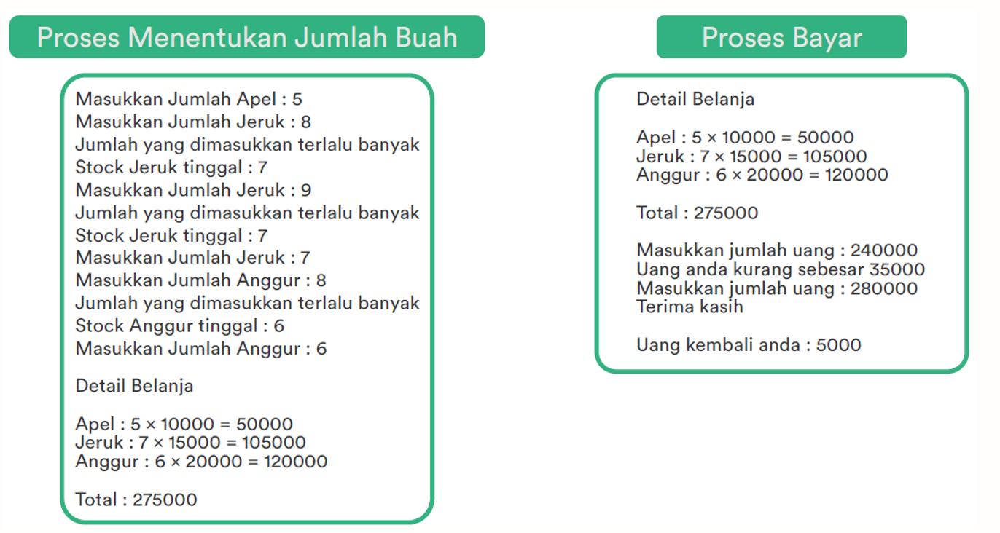 Proses Menentukan Jumlah Buah
Masukkan Jumlah Apel : 5
Masukkan Jumlah Jeruk : 8
Jumlah yang dimasukkan terlalu banyak
Stock Jeruk tinggal : 7
Masukkan Jumlah Jeruk : 9
Jumlah yang dimasukkan terlalu banyak
Stock Jeruk tinggal : 7
Masukkan Jumlah Jeruk : 7
Masukkan Jumlah Anggur : 8
Jumlah yang dimasukkan terlalu banyak
Stock Anggur tinggal : 6
Masukkan Jumlah Anggur : 6
Detail Belanja
Apel : 5 × 10000 = 50000
Jeruk : 7 × 15000 = 105000
Anggur : 6 × 20000 = 120000
Total : 275000
Proses Bayar
Detail Belanja
Apel : 5 × 10000 = 50000
Jeruk : 7 × 15000 = 105000
Anggur : 6 × 20000 = 120000
Total : 275000
Masukkan jumlah uang : 240000
Uang anda kurang sebesar 35000
Masukkan jumlah uang : 280000
Terima kasih
Uang kembali anda : 5000